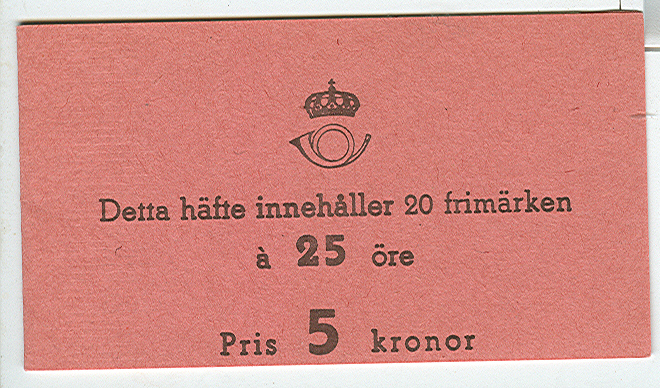 Detta häfte innehåller 20 frimärken
à 25 öre
Pris 5 kronor